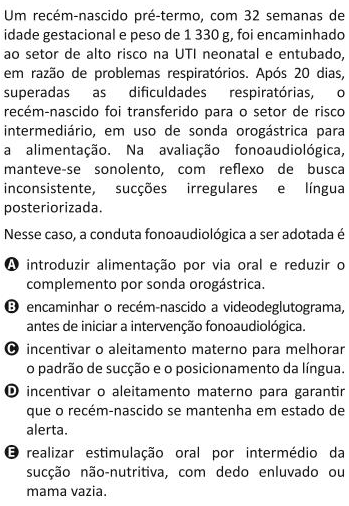 Um recém-nascido pré-termo, com 32 semanas de
idade gestacional e peso de 1 330 g, foi encaminhado
ao setor de alto risco na UTI neonatal e entubado,
em razão de problemas respiratórios. Após 20 dias,
superadas as dificuldades respiratórias, o
recém-nascido foi transferido para o setor de risco
intermediário, em uso de sonda orogástrica para
a alimentação. Na avaliação fonoaudiológica,
manteve-se sonolento, com reflexo de busca
inconsistente, sucções irregulares e língua
posteriorizada.
Nesse caso, a conduta fonoaudiológica a ser adotada é
A introduzir alimentação por via oral e reduzir o
complemento por sonda orogástrica.
B encaminhar o recém-nascido a videodeglutograma,
antes de iniciar a intervenção fonoaudiológica.
C incentivar o aleitamento materno para melhorar
o padrão de sucção e o posicionamento da língua.
D incentivar o aleitamento materno para garantir
que o recém-nascido se mantenha em estado de
alerta.
E realizar estimulação oral por intermédio da
sucção não-nutritiva, com dedo enluvado ou
mama vazia.